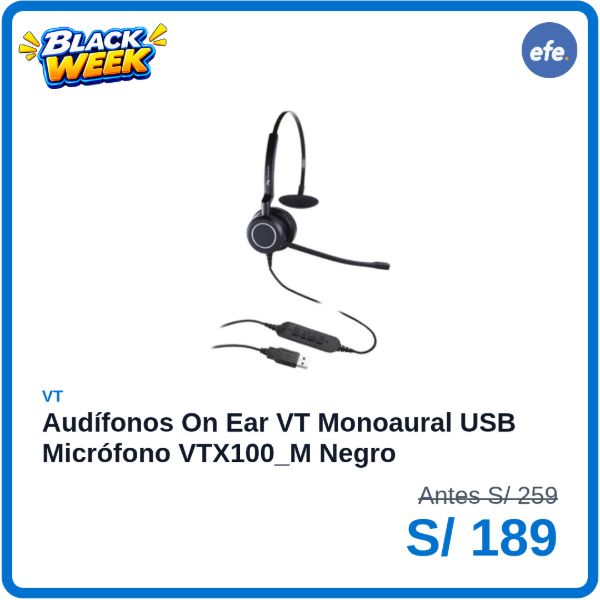 BLACK
WEEK
efe.
VT
Audífonos On Ear VT Monoaural USB
Micrófono VTX100_M Negro
Antes S/ 259
S/ 189